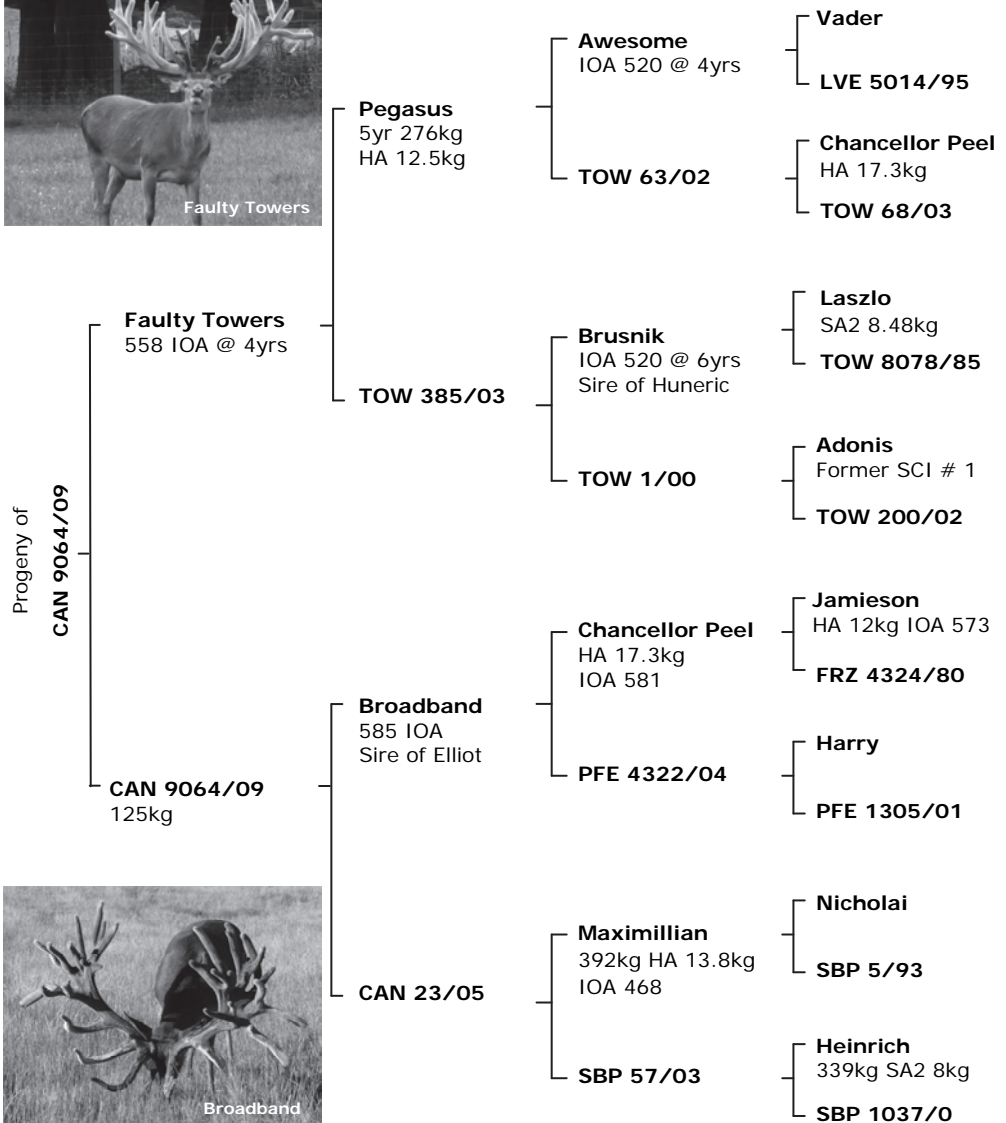 Faulty Towers
Progeny of
CAN 9064/09
Faulty Towers
558 IOA @ 4yrs
CAN 9064/09
125kg
Pegasus
5yr 276kg
HA 12.5kg
TOW 385/03
Broadband
585 IOA
Sire of Elliot
CAN 23/05
Awesome
IOA 520 @ 4yrs
TOW 63/02
Brusnik
IOA 520 @ 6yrs
Sire of Huneric
TOW 1/00
Chancellor Peel
HA 17.3kg
IOA 581
PFE 4322/04
Maximillian
392kg HA 13.8kg
IOA 468
SBP 57/03
Vader
LVE 5014/95
Chancellor Peel
HA 17.3kg
TOW 68/03
Laszlo
SA2 8.48kg
TOW 8078/85
Adonis
Former SCI # 1
TOW 200/02
Jamieson
HA 12kg IOA 573
FRZ 4324/80
Harry
PFE 1305/01
Nicholai
SBP 5/93
Heinrich
339kg SA2 8kg
SBP 1037/0
Broadband